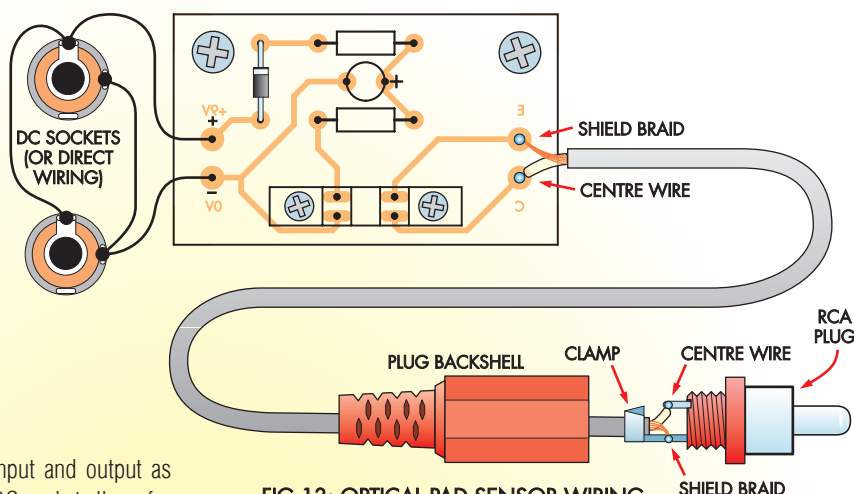 DC SOCKETS
(OR DIRECT
WIRING)
V9+
+
+
E
SHIELD BRAID
CENTRE WIRE
–
V0
C
RCA
PLUG
PLUG BACKSHELL
CLAMP
CENTRE WIRE
nput and output as
SHIELD BRAID